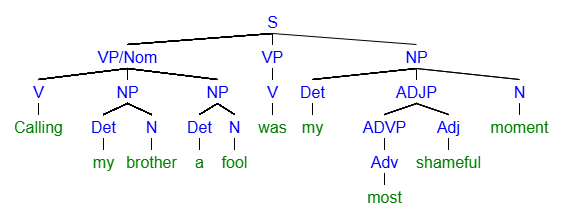 S
VP/Nom VP NP
V NP NP V Det ADJP N
Calling Det N Det N was my ADVP Adj moment
my brother a fool Adv shameful
most